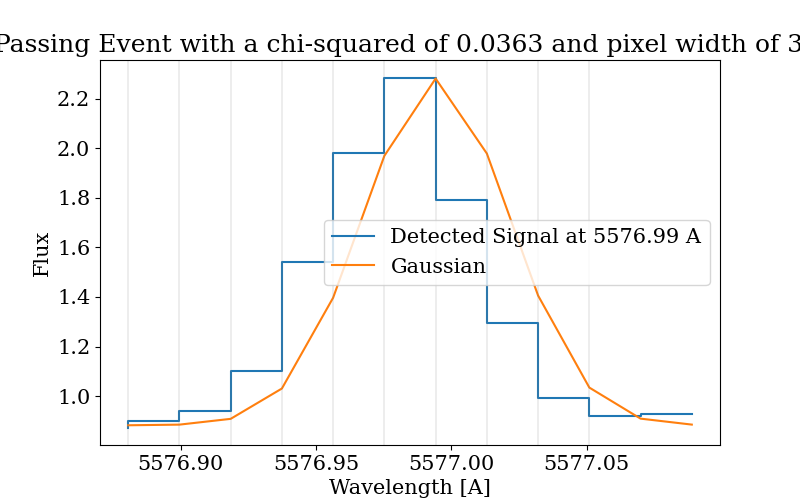 Passing Event with a chi-squared of 0.0363 and pixel width of 3
2.2
2.0
1.8
1.6
1.4
1.2
1.0
Flux
Detected Signal at 5576.99 A
Gaussian
5576.90 5576.95 5577.00 5577.05
Wavelength [A]